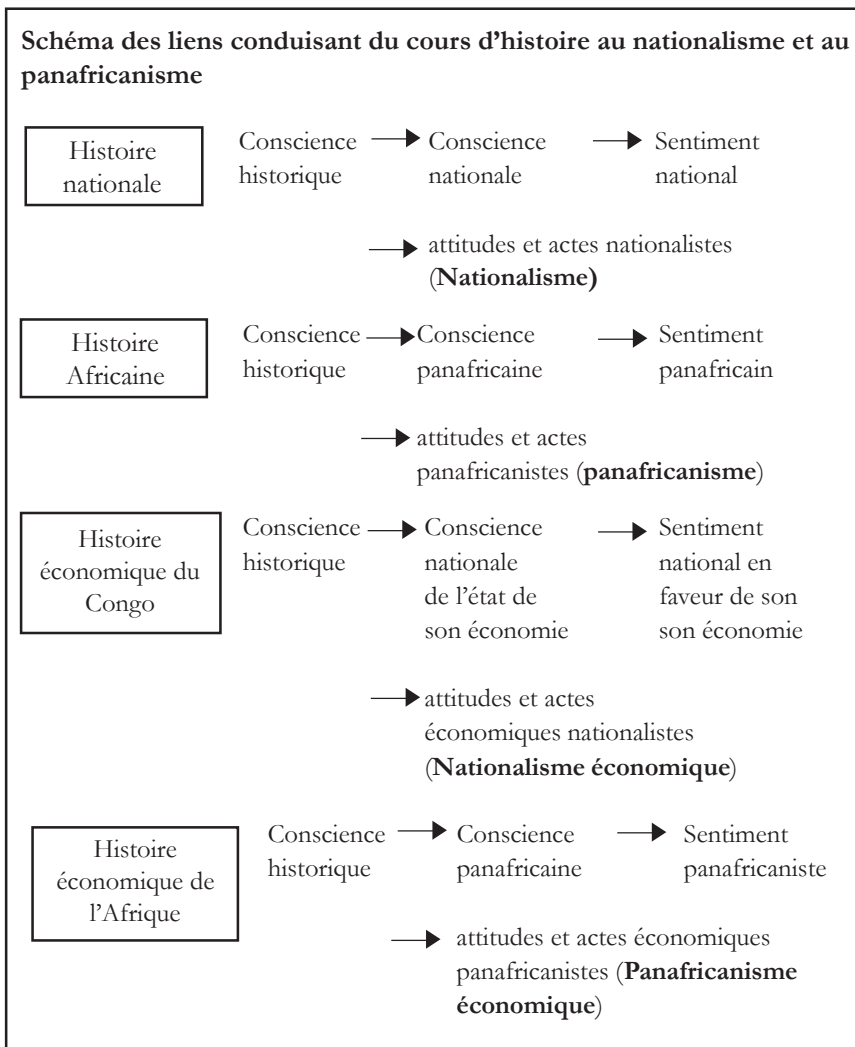 Schéma des liens conduisant du cours d’histoire au nationalisme et au
panafricanisme
Histoire
nationale
Conscience
historique
Conscience
nationale
Sentiment
national
attitudes et actes nationalistes
(Nationalisme)
Histoire
Africaine
Conscience
historique
Conscience
panafricaine
Sentiment
panafricain
attitudes et actes
panafricanistes (panafricanisme)
Histoire
économique du
Congo
Conscience
historique
Conscience
nationale
de l’état de
son économie
Sentiment
national en
faveur de son
son économie
attitudes et actes
économiques nationalistes
(Nationalisme économique)
Histoire
économique de
l’Afrique
Conscience
historique
Conscience
panafricaine
Sentiment
panafricaniste
attitudes et actes économiques
panafricanistes (Panafricanisme
économique)